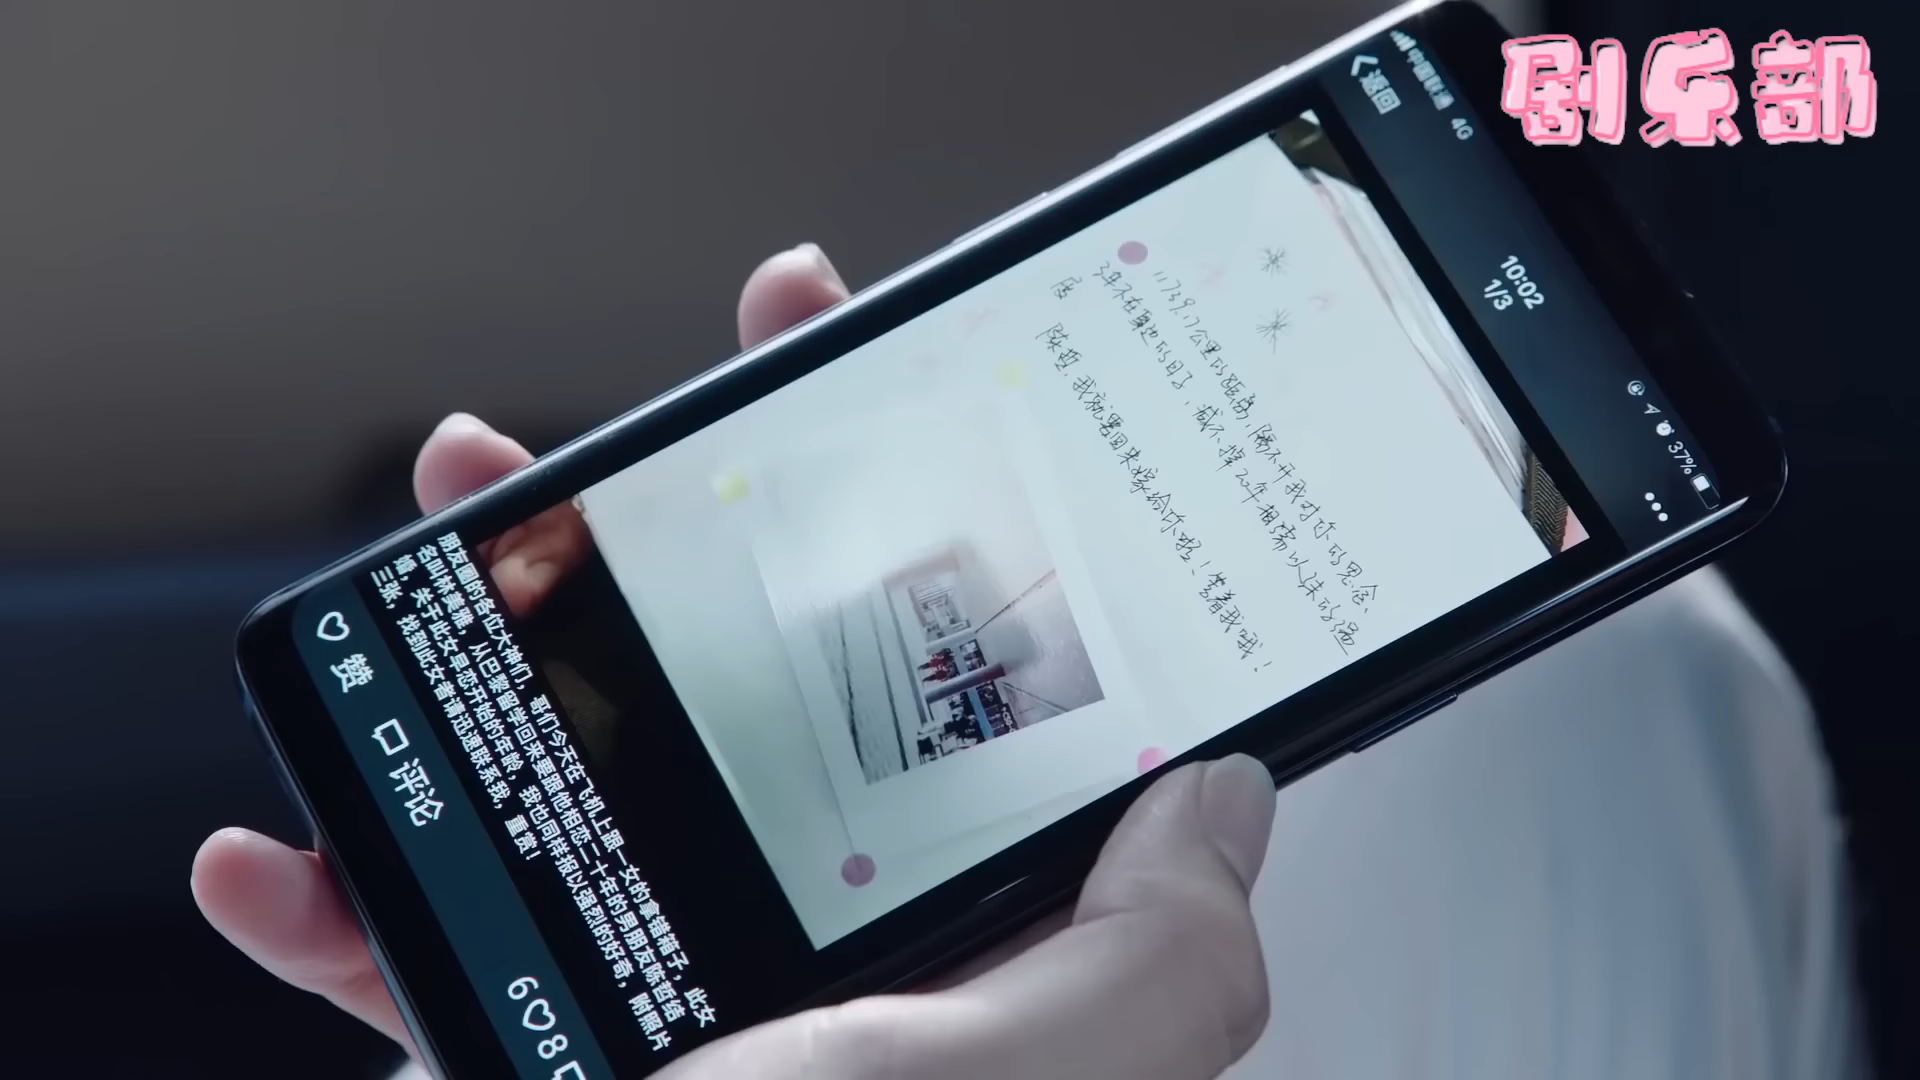 剧乐部
中国联通 4G
37%
返回
10:02
1/3
11739.17公里的距离,隔不开我对你的思念、
3年不在身边的日子,减不掉20年相濡以沫的温
度
陈哲,我就要回来嫁给你啦!等着我哦!
朋友圈的各位大神们,哥们今天在飞机上跟一女的拿错箱子,此女
名叫林美雅,从巴黎留学回来要跟他相恋二十年的男朋友陈哲结
婚,关于此女早恋开始的年龄,我也同样报以强烈的好奇,附照片
三张,找到此女者请迅速联系我,重赏!
赞 评论 6 8